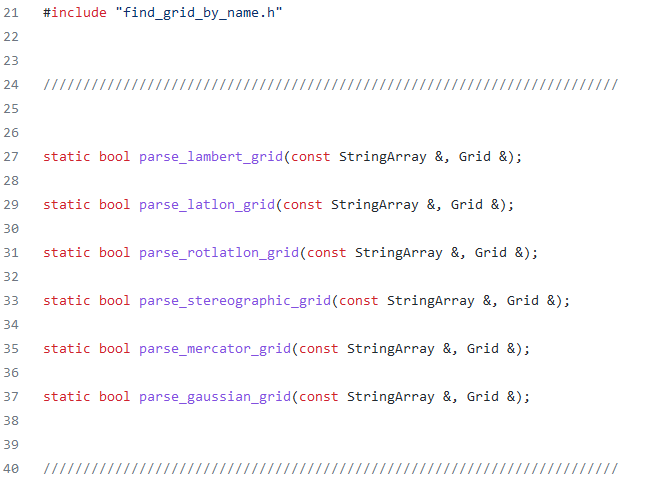 21 #include "find_grid_by_name.h"
22
23
24 ////////////////////////////////////////////////////////////////////////
25
26
27 static bool parse_lambert_grid(const StringArray &, Grid &);
28
29 static bool parse_latlon_grid(const StringArray &, Grid &);
30
31 static bool parse_rotlatlon_grid(const StringArray &, Grid &);
32
33 static bool parse_stereographic_grid(const StringArray &, Grid &);
34
35 static bool parse_mercator_grid(const StringArray &, Grid &);
36
37 static bool parse_gaussian_grid(const StringArray &, Grid &);
38
39
40 ////////////////////////////////////////////////////////////////////////